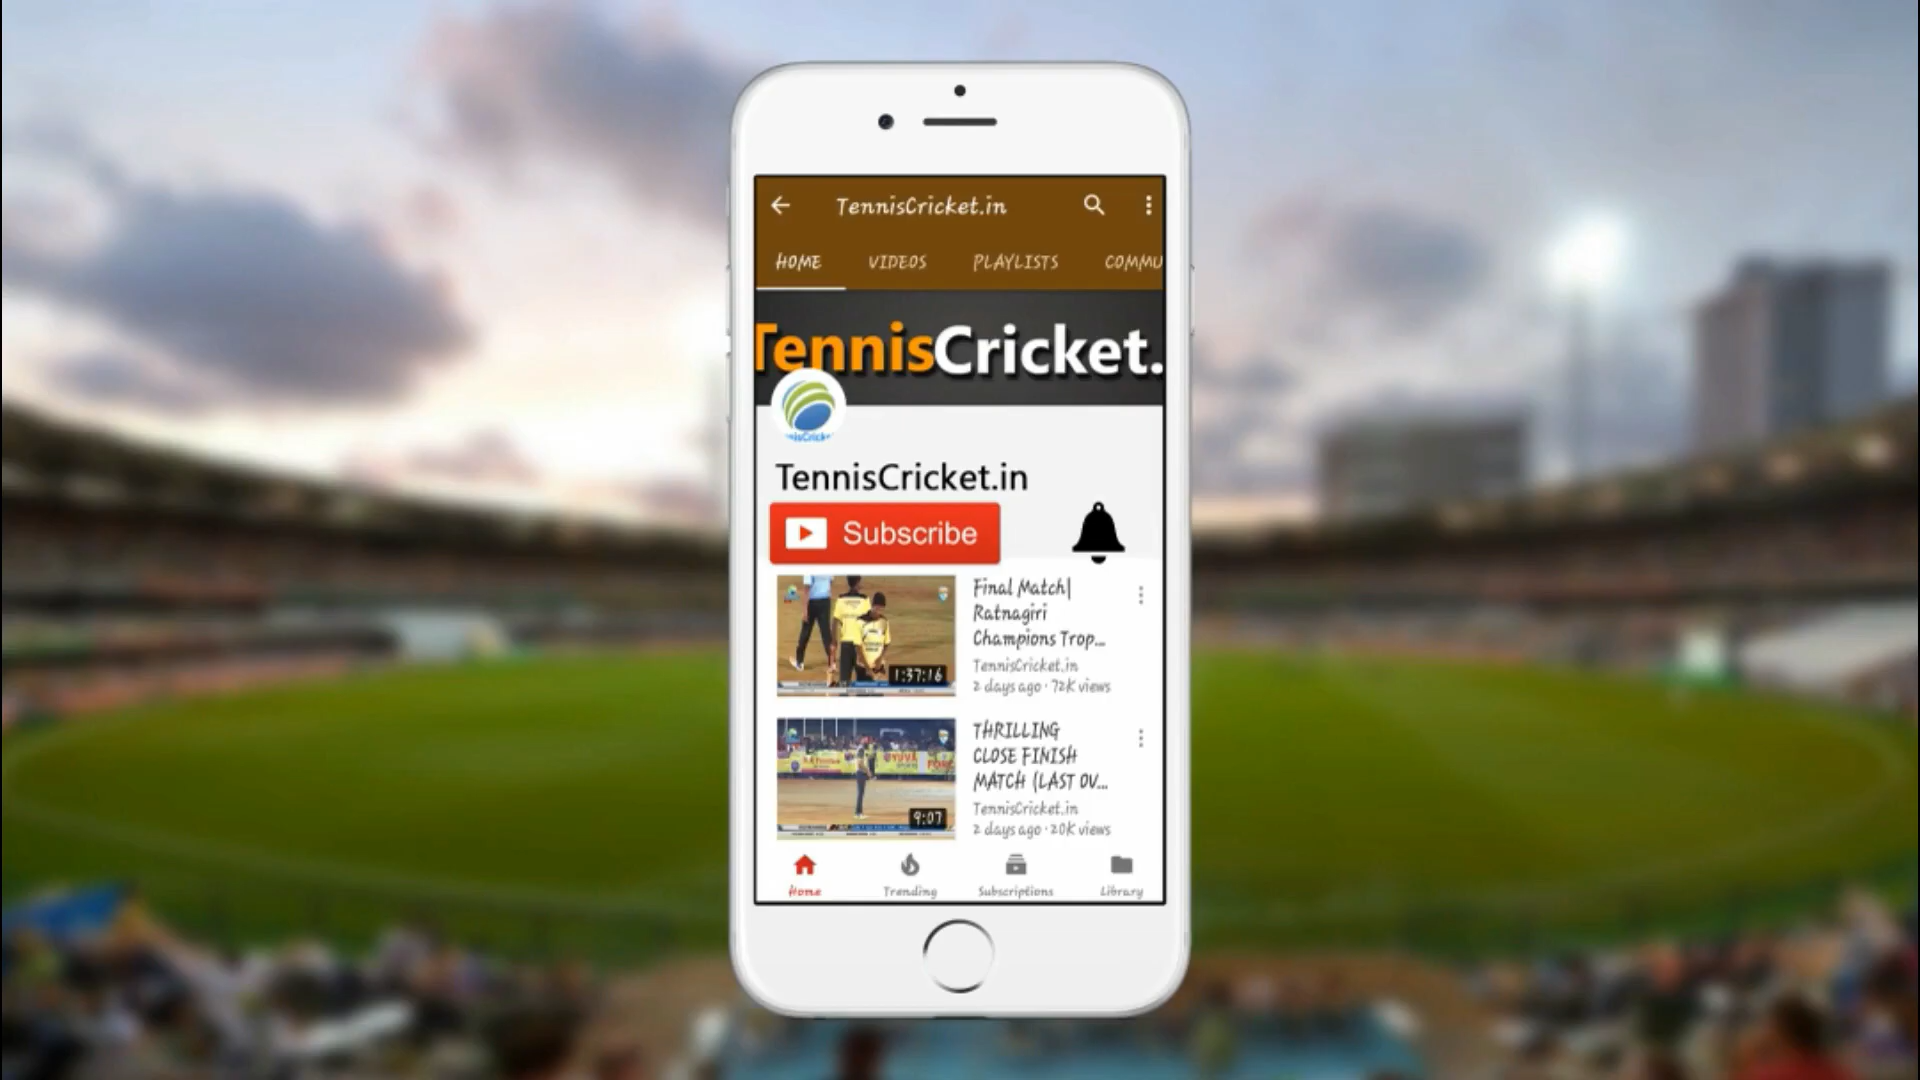 TennisCricket.in
HOME VIDEOS PLAYLISTS COMMU
TennisCricket.
TennisCricket.in
Subscribe
Final Match|
Ratnagiri
Champions Trop...
TennisCricket.in
2 days ago · 72K views
1:37:16
THRILLING
CLOSE FINISH
MATCH (LAST OV...
TennisCricket.in
2 days ago · 20K views
9:07
Home Trending Subscriptions Library